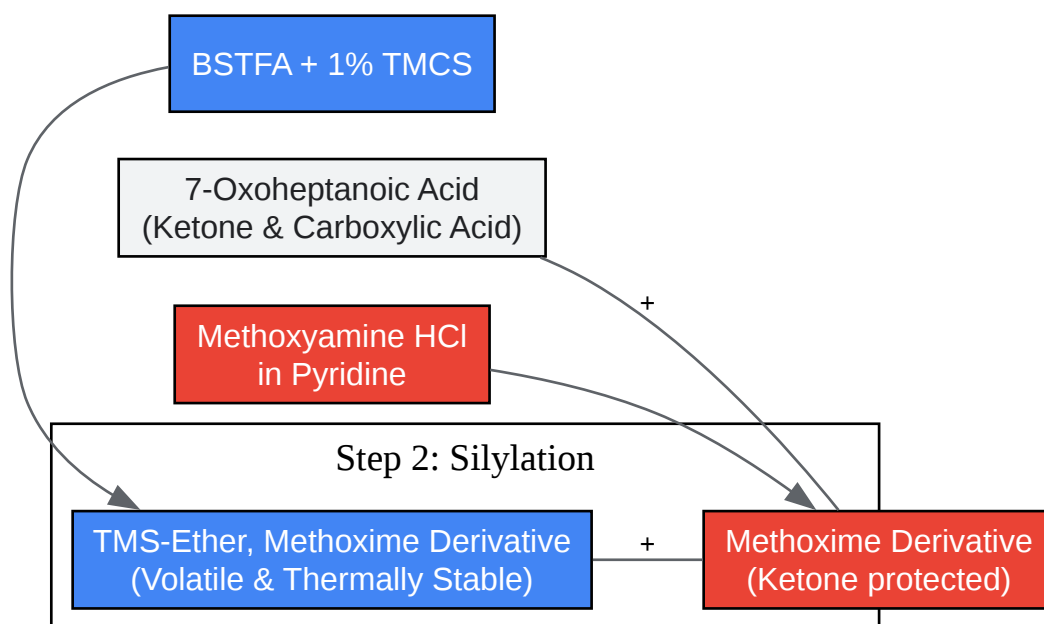 BSTFA + 1% TMCS
7-Oxoheptanoic Acid
(Ketone & Carboxylic Acid)
+
Methoxyamine HCl
in Pyridine
Step 2: Silylation
TMS-Ether, Methoxime Derivative
(Volatile & Thermally Stable)
+
Methoxime Derivative
(Ketone protected)